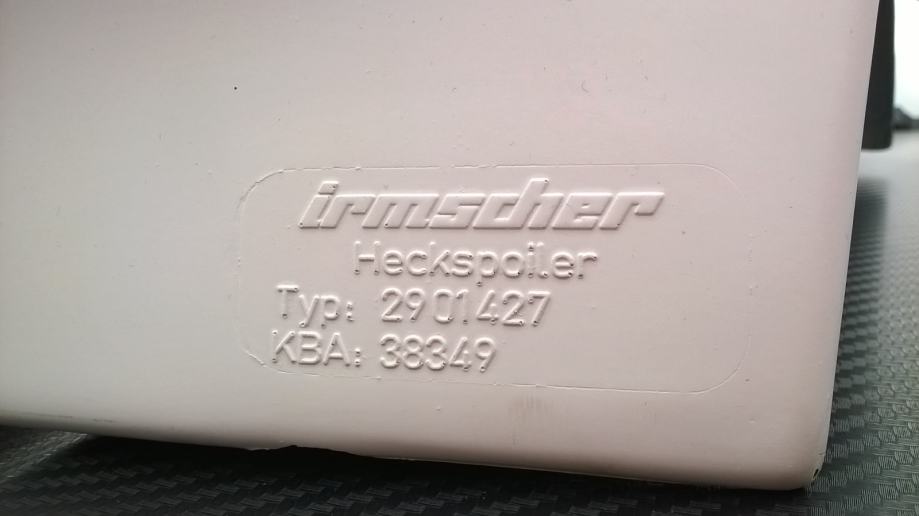 irmscher
Heckspoiler
Typ: 2901427
KBA: 38349